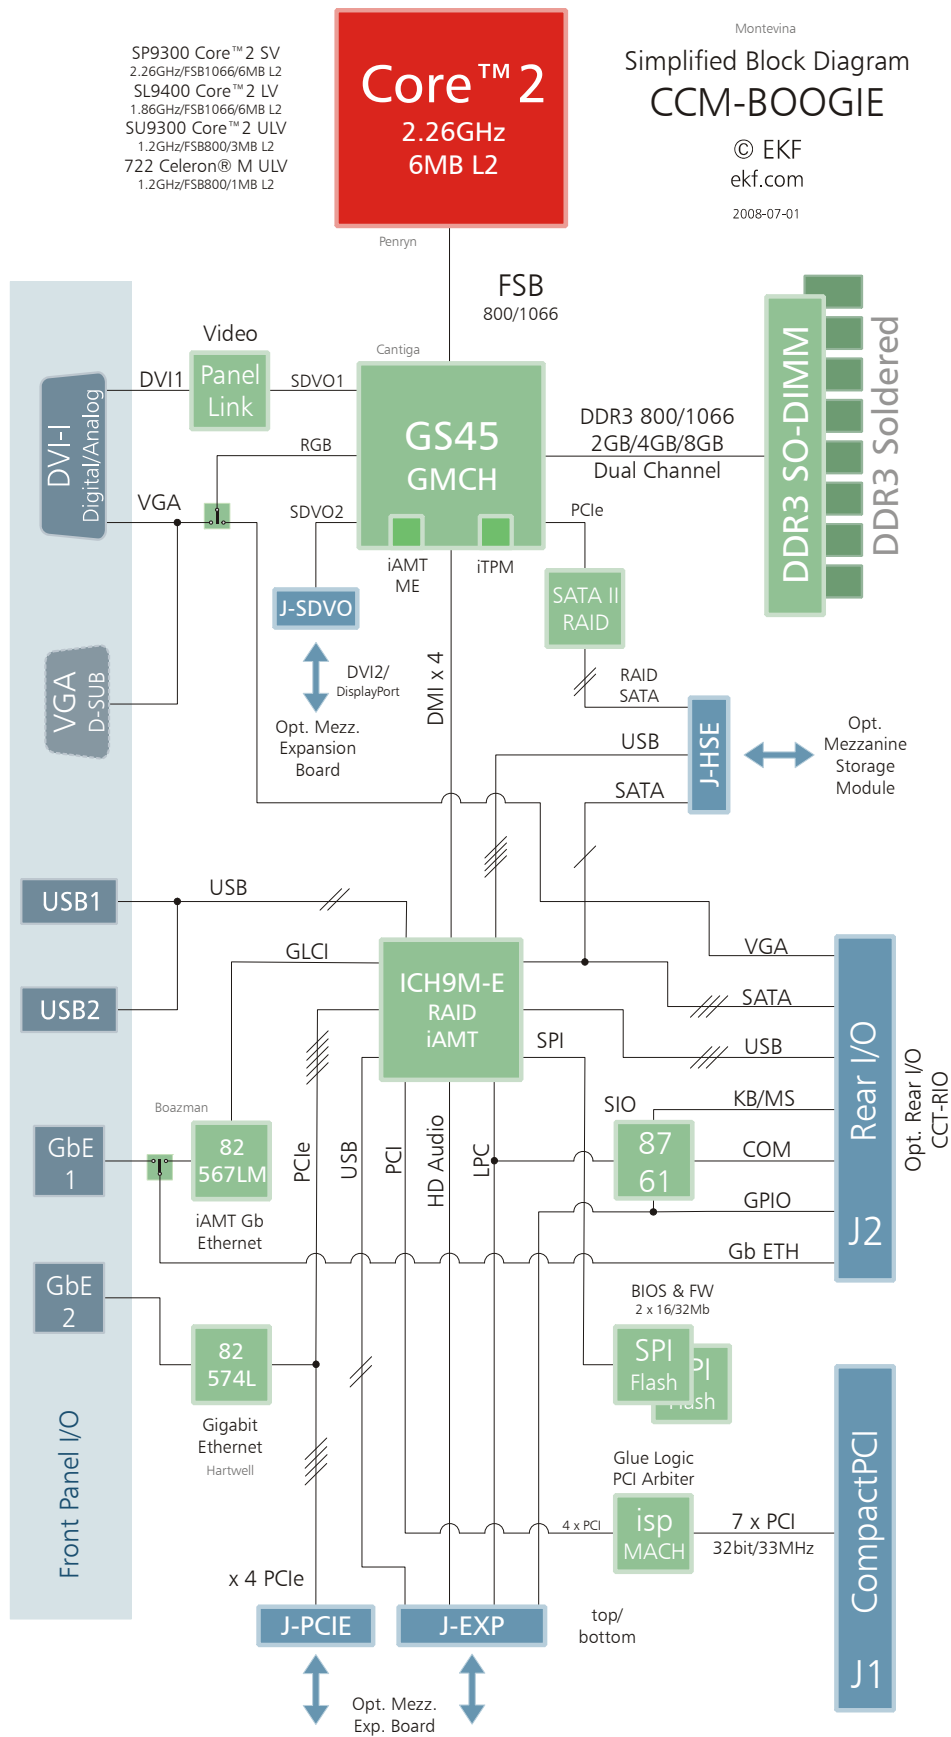 Montevina
Simplified Block Diagram
CCM-BOOGIE
© EKF
ekf.com
2008-07-01
SP9300 Core™2 SV
2.26GHz/FSB1066/6MB L2
SL9400 Core™2 LV
1.86GHz/FSB1066/6MB L2
SU9300 Core™2 ULV
1.2GHz/FSB800/3MB L2
722 Celeron® M ULV
1.2GHz/FSB800/1MB L2
Core™2
2.26GHz
6MB L2
Penryn
FSB
800/1066
Cantiga
Video
Panel
Link
DVI1
SDVO1
DVI-I
Digital/Analog
RGB
VGA
SDVO2
GS45
GMCH
iAMT
ME
iTPM
DDR3 800/1066
2GB/4GB/8GB
Dual Channel
DDR3 SO-DIMM
DDR3 Soldered
PCIe
SATA II
RAID
J-SDVO
DVI2/
DisplayPort
Opt. Mezz.
Expansion
Board
VGA
D-SUB
DMI x 4
RAID
SATA
USB
SATA
J-HSE
Opt.
Mezzanine
Storage
Module
USB1
USB
USB2
GLCI
ICH9M-E
RAID
iAMT
SPI
VGA
SATA
USB
KB/MS
COM
GPIO
Gb ETH
Rear I/O
J2
Opt. Rear I/O
CCT-RIO
SIO
87
61
Boazman
GbE
1
82
567LM
iAMT Gb
Ethernet
PCIe
USB
PCI
HD Audio
LPC
GbE
2
82
574L
Gigabit
Ethernet
Hartwell
BIOS & FW
2 x 16/32Mb
SPI
Flash
PI
ash
Glue Logic
PCI Arbiter
4 x PCI
isp
MACH
7 x PCI
32bit/33MHz
CompactPCI
J1
Front Panel I/O
x 4 PCIe
J-PCIE
J-EXP
top/
bottom
Opt. Mezz.
Exp. Board